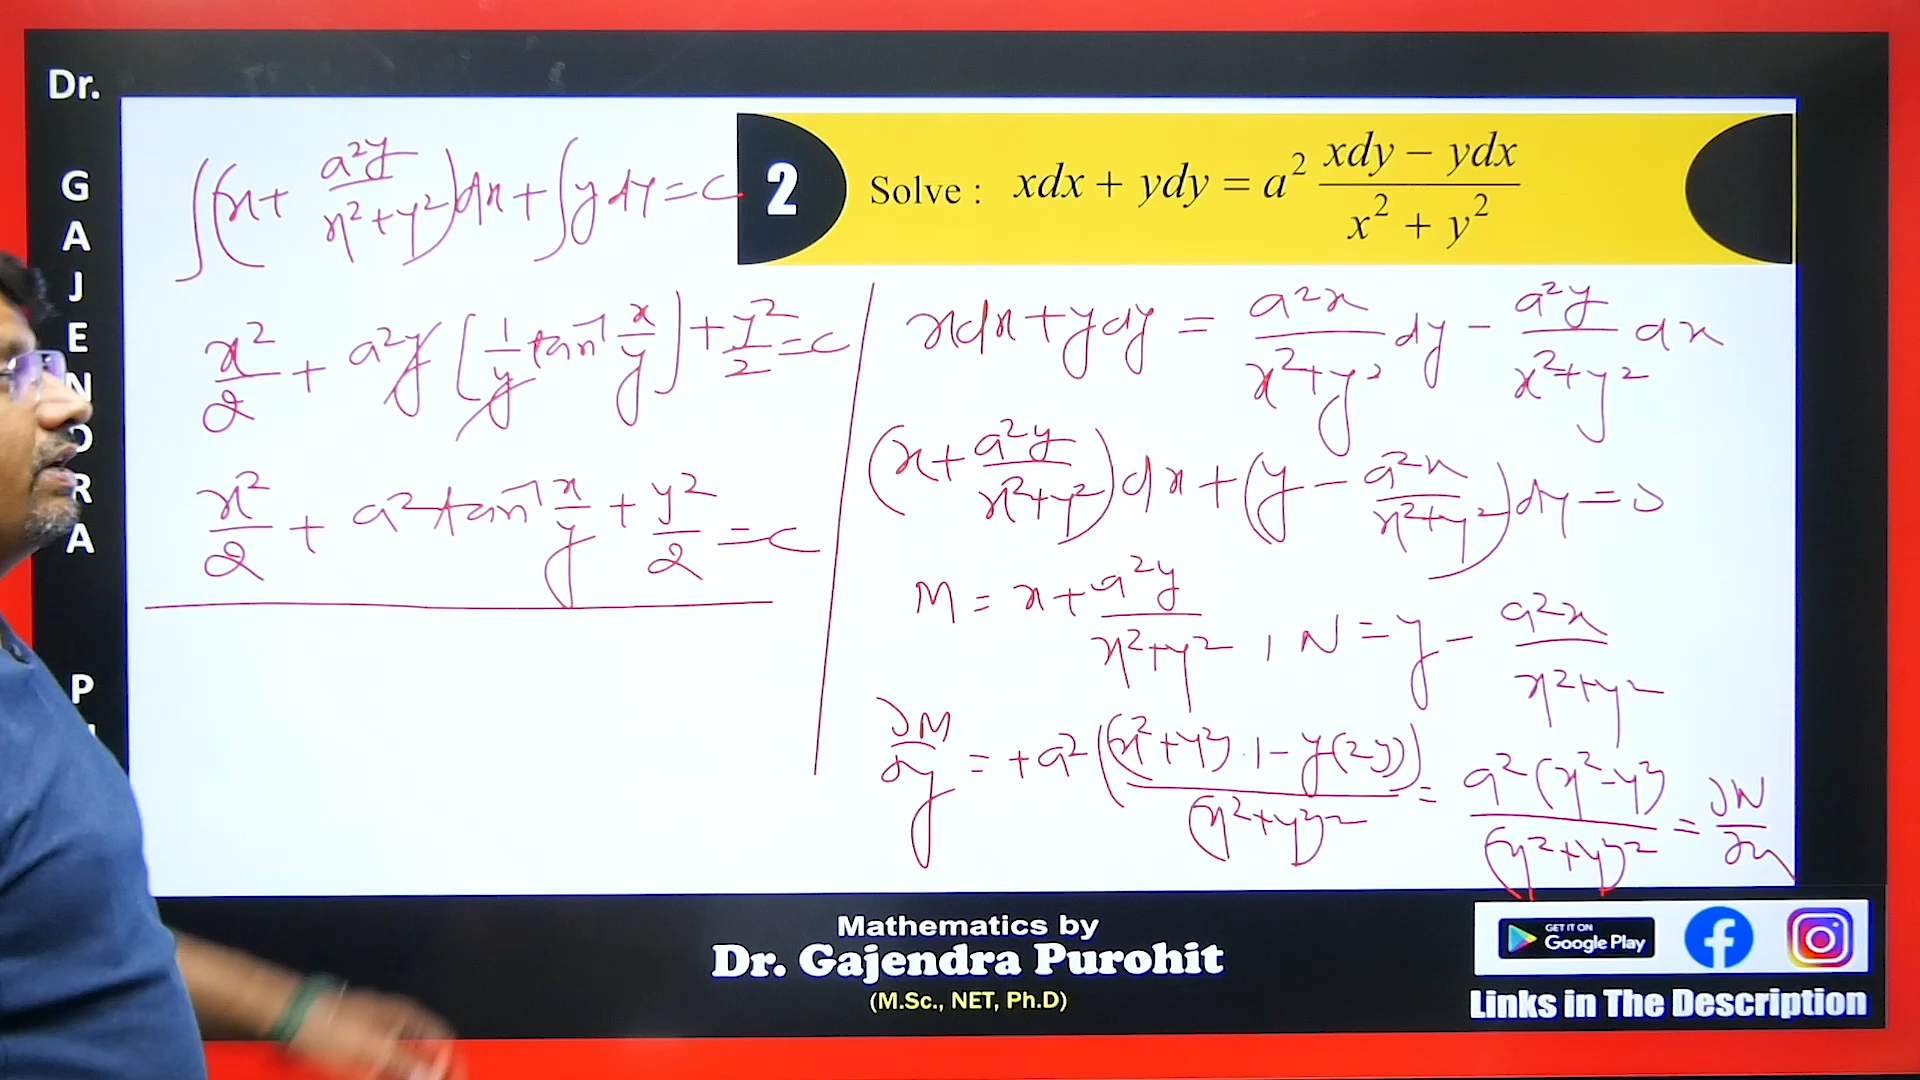 Dr.
GAJENDRA
P
2
Solve : xdx + ydy = a² (xdy − ydx)/(x² + y²)
∫(x + a²y/(x²+y²))dx + ∫y dy = c
x²/2 + a²y [1/y tan⁻¹ x/y] + y²/2 = c
x²/2 + a² tan⁻¹ x/y + y²/2 = c
xdx + ydy = a²x/(x²+y²) dy − a²y/(x²+y²) dx
(x + a²y/(x²+y²))dx + (y − a²x/(x²+y²))dy = 0
M = x + a²y/(x²+y²) , N = y − a²x/(x²+y²)
∂M/∂y = +a² ((x²+y²)·1 − y(2y))/(x²+y²)² = a²(x²−y²)/(x²+y²)² = ∂N/∂x
Mathematics by
Dr. Gajendra Purohit
(M.Sc., NET, Ph.D)
GET IT ON
Google Play
Links in The Description